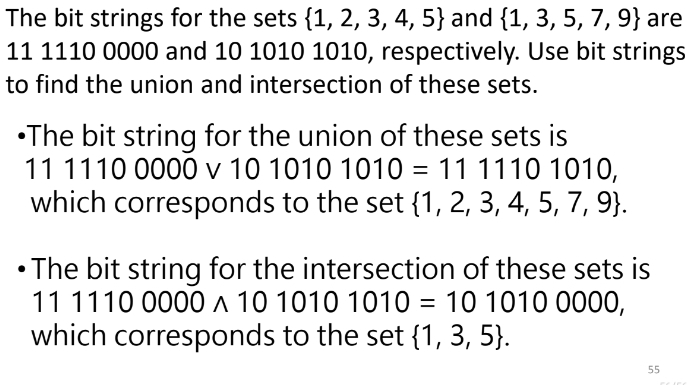 The bit strings for the sets {1, 2, 3, 4, 5} and {1, 3, 5, 7, 9} are
11 1110 0000 and 10 1010 1010, respectively. Use bit strings
to find the union and intersection of these sets.
•The bit string for the union of these sets is
11 1110 0000 ∨ 10 1010 1010 = 11 1110 1010,
which corresponds to the set {1, 2, 3, 4, 5, 7, 9}.
• The bit string for the intersection of these sets is
11 1110 0000 ∧ 10 1010 1010 = 10 1010 0000,
which corresponds to the set {1, 3, 5}.
55